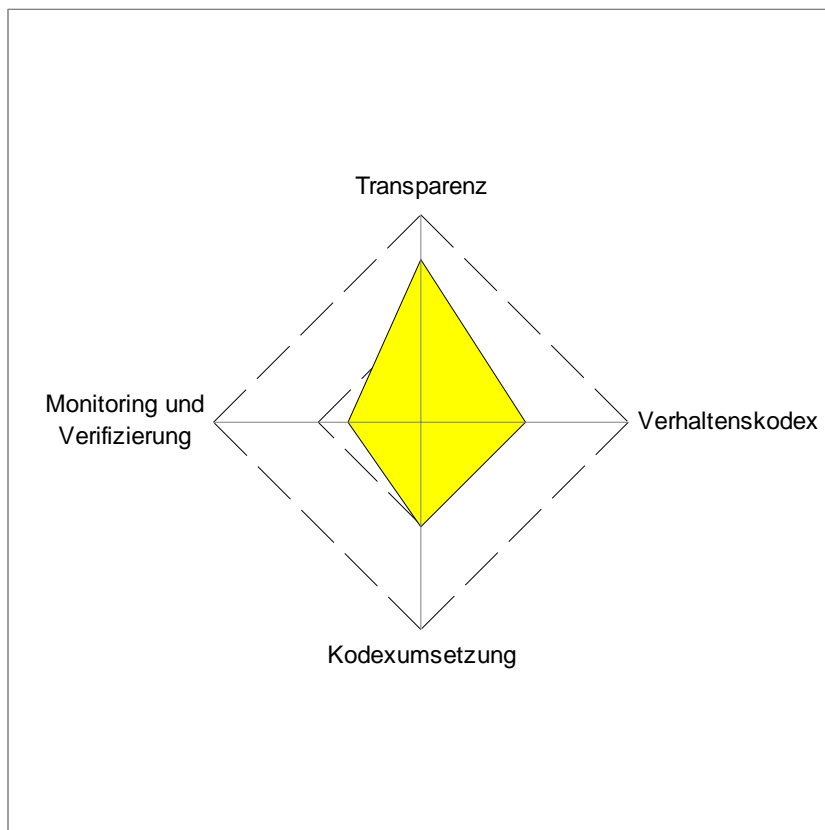 Transparenz
Monitoring und
Verifizierung
Verhaltenskodex
Kodexumsetzung